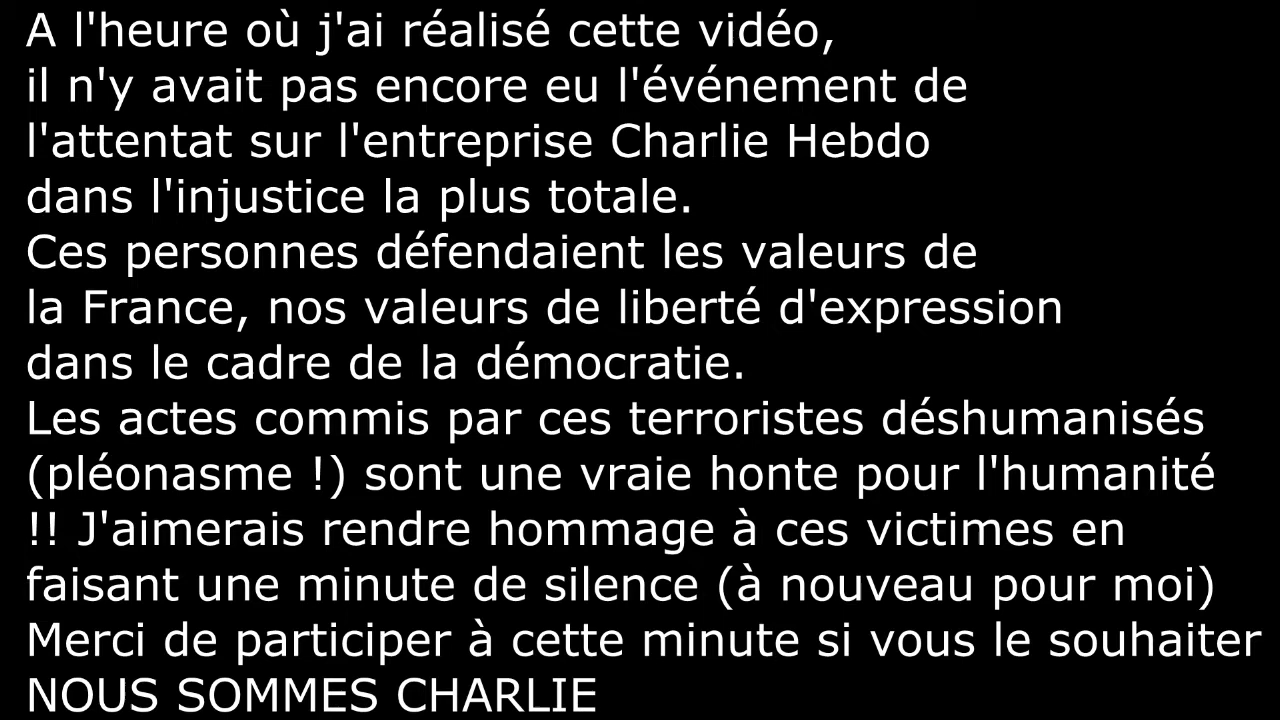 A l'heure où j'ai réalisé cette vidéo,
il n'y avait pas encore eu l'événement de
l'attentat sur l'entreprise Charlie Hebdo
dans l'injustice la plus totale.
Ces personnes défendaient les valeurs de
la France, nos valeurs de liberté d'expression
dans le cadre de la démocratie.
Les actes commis par ces terroristes déshumanisés
(pléonasme !) sont une vraie honte pour l'humanité
!! J'aimerais rendre hommage à ces victimes en
faisant une minute de silence (à nouveau pour moi)
Merci de participer à cette minute si vous le souhaiter
NOUS SOMMES CHARLIE